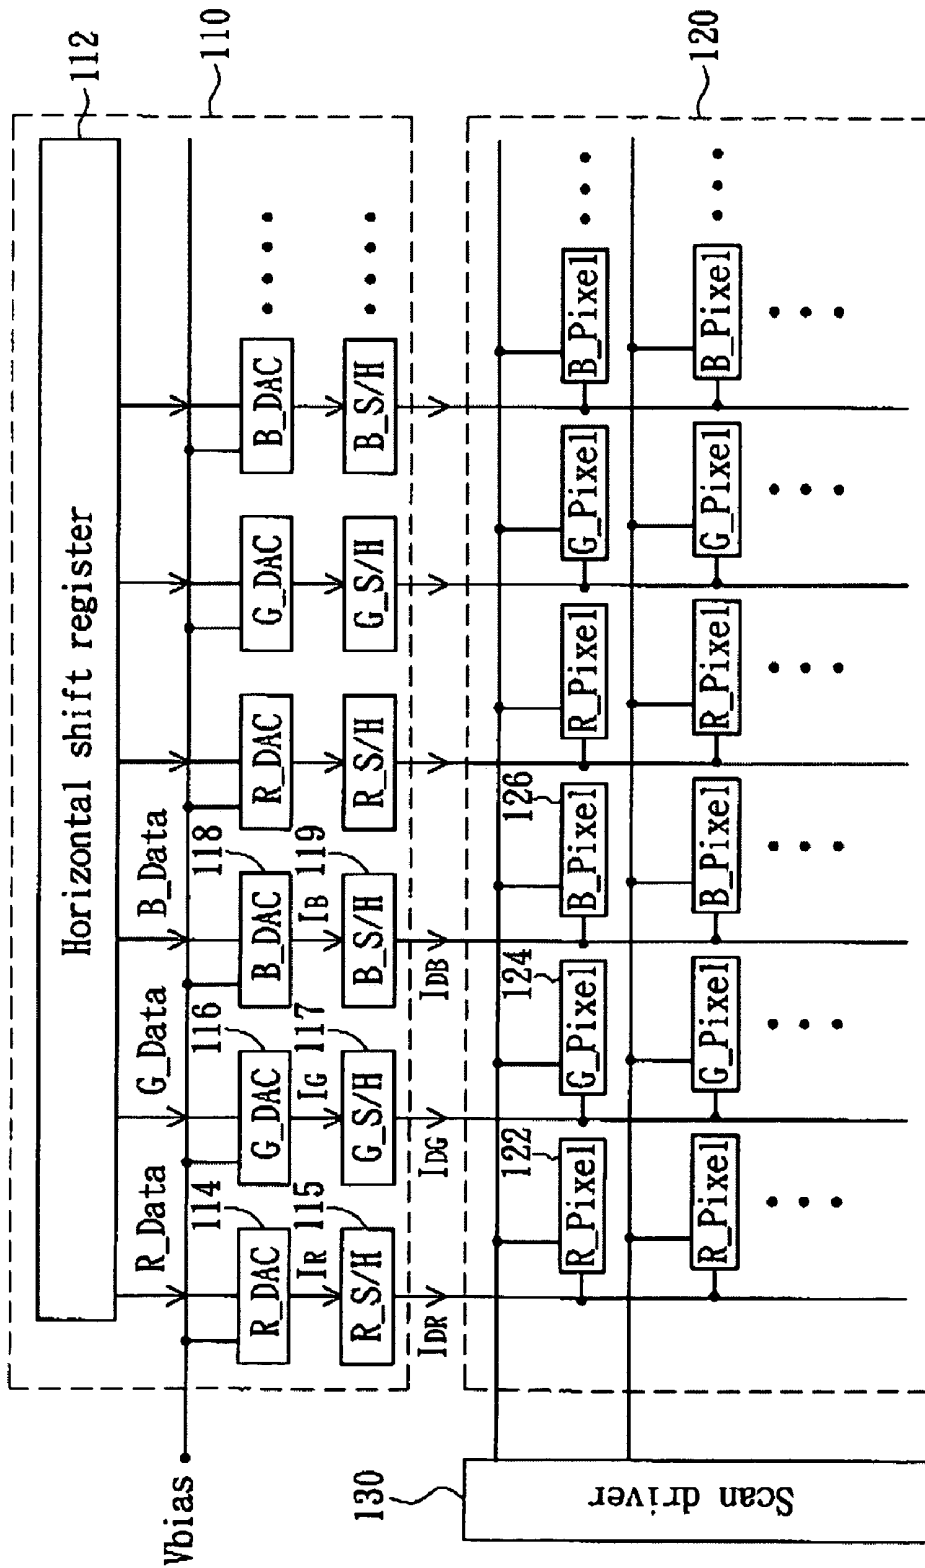 112
Horizontal shift register
110
R_Data G_Data B_Data
Vbias
114 116 118
R_DAC G_DAC B_DAC R_DAC G_DAC B_DAC
IR IG IB
115 117 119
R_S/H G_S/H B_S/H R_S/H G_S/H B_S/H
IDR IDG IDB
120
130
Scan driver
122 124 126
R_Pixel G_Pixel B_Pixel R_Pixel G_Pixel B_Pixel
R_Pixel G_Pixel B_Pixel R_Pixel G_Pixel B_Pixel